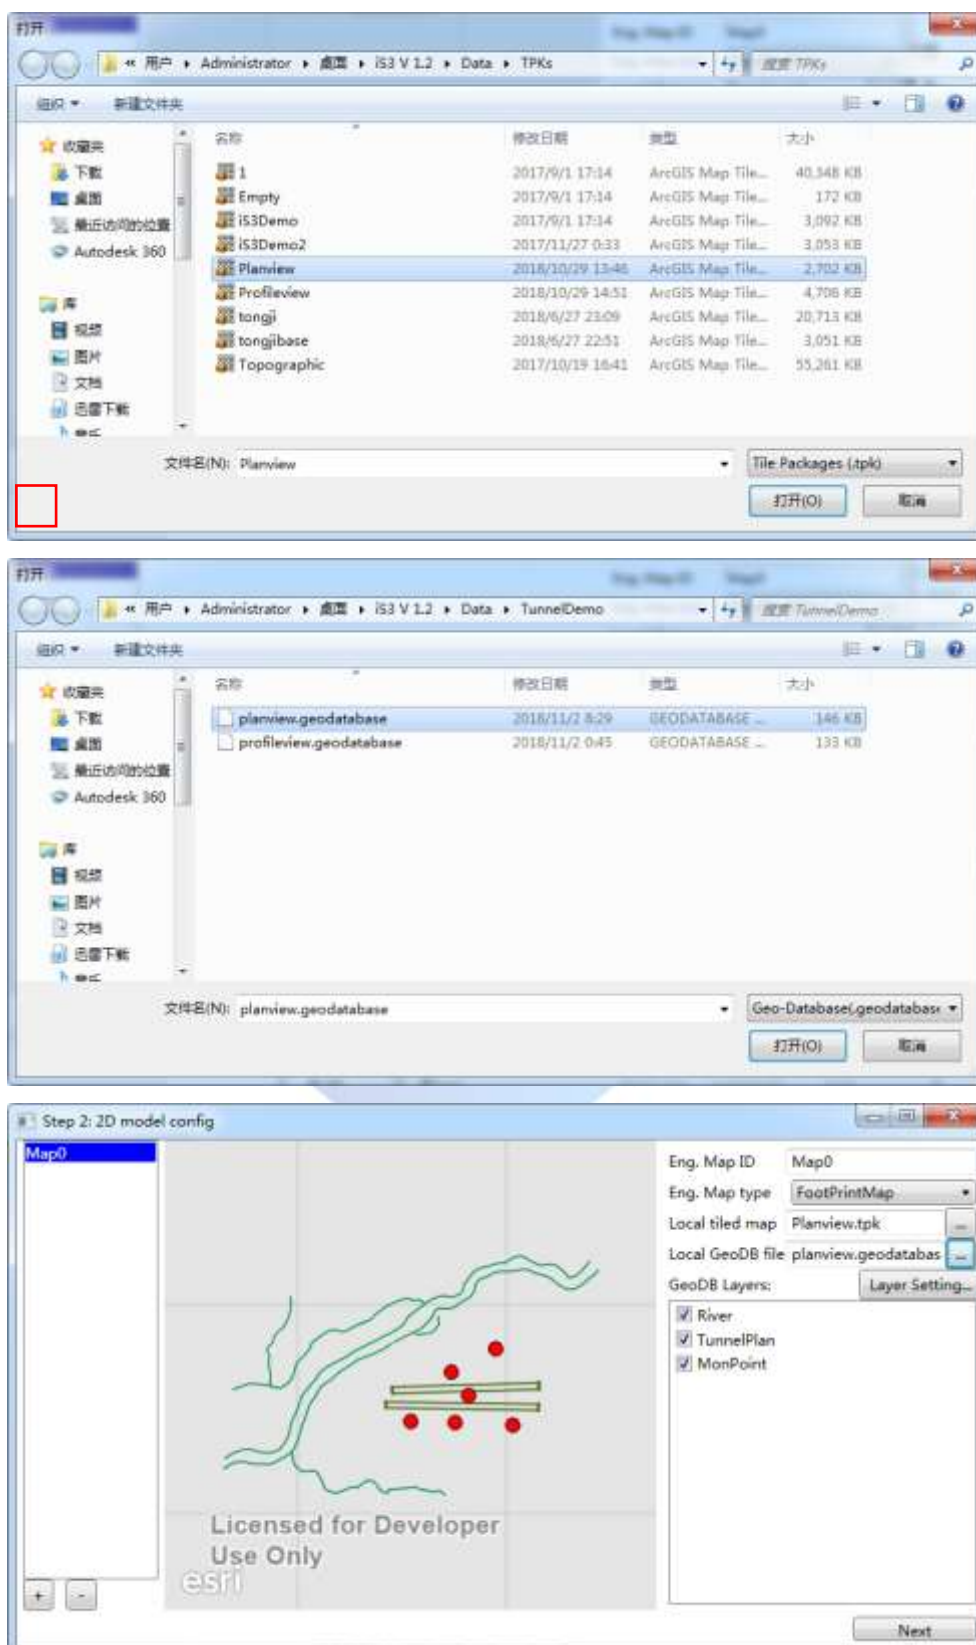 打开
« 用户 ▸ Administrator ▸ 桌面 ▸ iS3 V 1.2 ▸ Data ▸ TPKs
搜索 TPKs
组织 新建文件夹
名称 修改日期 类型 大小
收藏夹
下载
桌面
最近访问的位置
Autodesk 360
库
视频
图片
文档
迅雷下载
音乐
1 2017/9/1 17:14 ArcGIS Map Tile... 40,348 KB
Empty 2017/9/1 17:14 ArcGIS Map Tile... 172 KB
iS3Demo 2017/9/1 17:14 ArcGIS Map Tile... 3,092 KB
iS3Demo2 2017/11/27 0:33 ArcGIS Map Tile... 3,053 KB
Planview 2018/10/29 13:46 ArcGIS Map Tile... 2,702 KB
Profileview 2018/10/29 14:51 ArcGIS Map Tile... 4,706 KB
tongji 2018/6/27 23:09 ArcGIS Map Tile... 20,713 KB
tongjibase 2018/6/27 22:51 ArcGIS Map Tile... 3,051 KB
Topographic 2017/10/19 16:41 ArcGIS Map Tile... 55,261 KB
文件名(N): Planview Tile Packages (.tpk)
打开(O) 取消
打开
« 用户 ▸ Administrator ▸ 桌面 ▸ iS3 V 1.2 ▸ Data ▸ TunnelDemo
搜索 TunnelDemo
组织 新建文件夹
名称 修改日期 类型 大小
收藏夹
下载
桌面
最近访问的位置
Autodesk 360
库
视频
图片
文档
迅雷下载
音乐
planview.geodatabase 2018/11/2 8:29 GEODATABASE ... 146 KB
profileview.geodatabase 2018/11/2 0:45 GEODATABASE ... 133 KB
文件名(N): planview.geodatabase Geo-Database(.geodatabas
打开(O) 取消
Step 2: 2D model config
Map0
Licensed for Developer
Use Only
esri
+ -
Eng. Map ID Map0
Eng. Map type FootPrintMap
Local tiled map Planview.tpk ...
Local GeoDB file planview.geodatabas ...
GeoDB Layers: Layer Setting...
River
TunnelPlan
MonPoint
Next